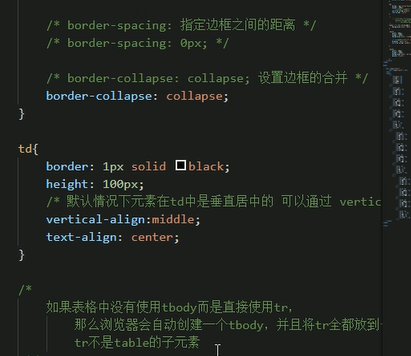 /* border-spacing: 指定边框之间的距离 */
/* border-spacing: 0px; */
/* border-collapse: collapse; 设置边框的合并 */
border-collapse: collapse;
}
td{
border: 1px solid black;
height: 100px;
/* 默认情况下元素在td中是垂直居中的 可以通过 vertic
vertical-align:middle;
text-align: center;
}
/*
如果表格中没有使用tbody而是直接使用tr,
那么浏览器会自动创建一个tbody, 并且将tr全都放到
tr不是table的子元素